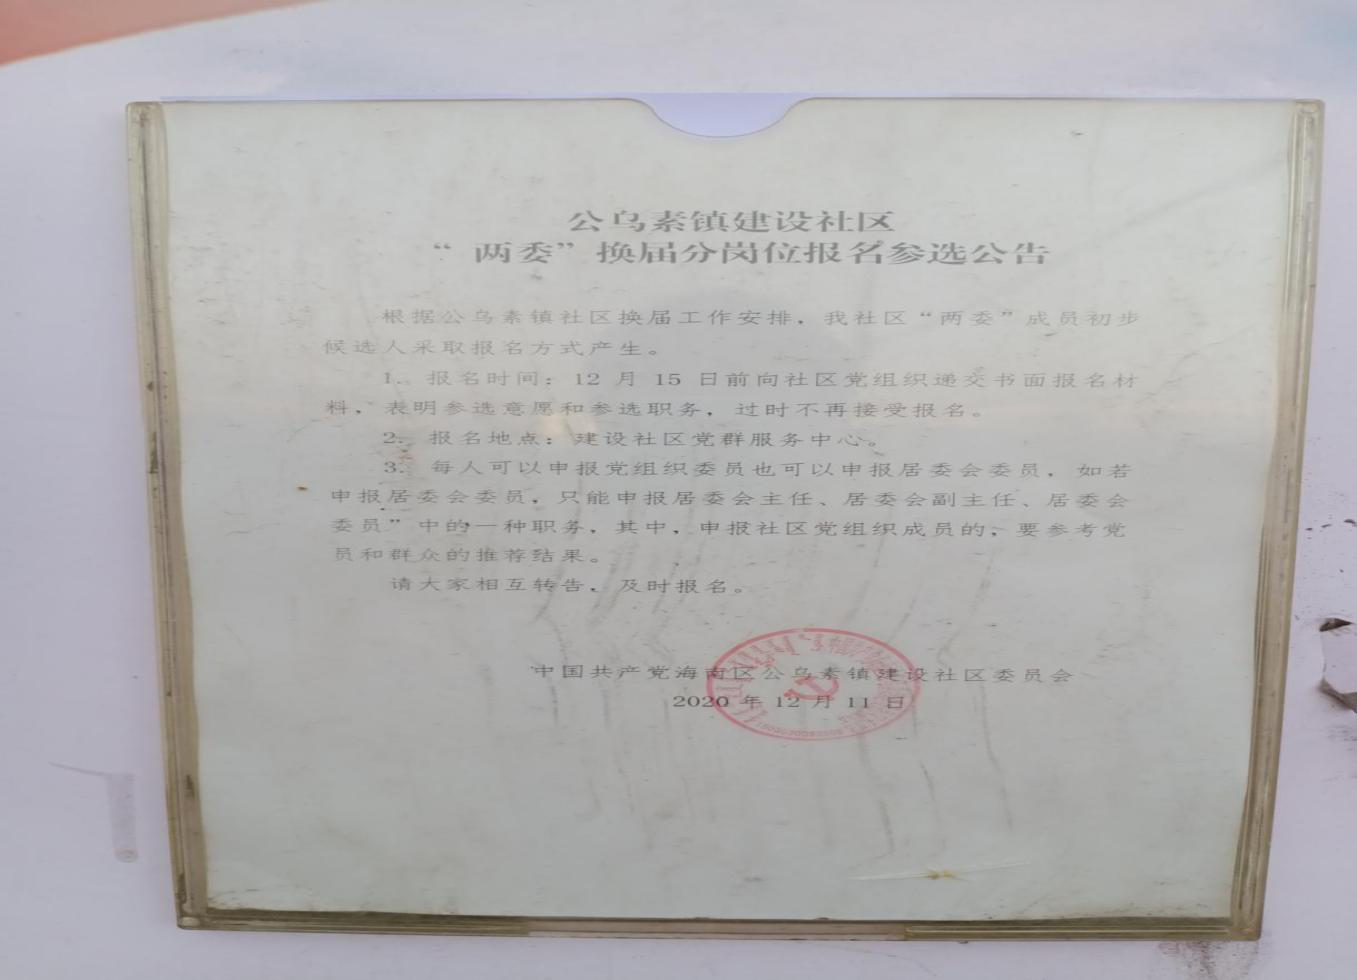 公乌素镇建设社区
“两委”换届分岗位报名参选公告
根据公乌素镇社区换届工作安排，我社区“两委”成员初步
候选人采取报名方式产生。
1、报名时间：12 月 15 日前向社区党组织递交书面报名材
料，表明参选意愿和参选职务，过时不再接受报名。
2、报名地点：建设社区党群服务中心。
3、每人可以申报党组织委员也可以申报居委会委员，如若
申报居委会委员，只能申报居委会主任、居委会副主任、居委会
委员”中的一种职务，其中，申报社区党组织成员的，要参考党
员和群众的推荐结果。
请大家相互转告，及时报名。
中国共产党海南区公乌素镇建设社区委员会
2020 年 12 月 11 日